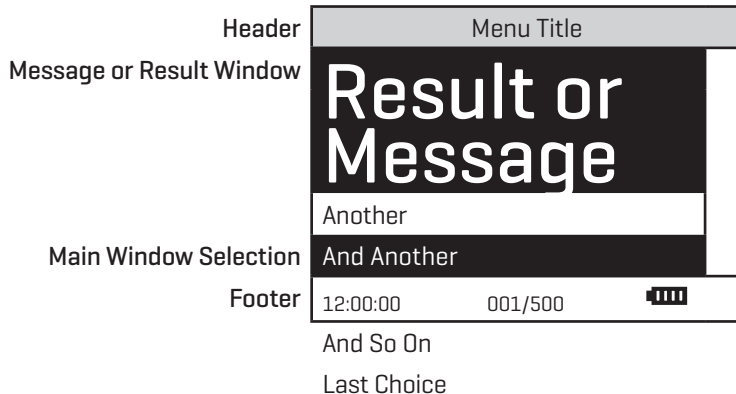 Header
Menu Title
Message or Result Window
Result or
Message
Another
Main Window Selection
And Another
Footer
12:00:00 001/500
And So On
Last Choice